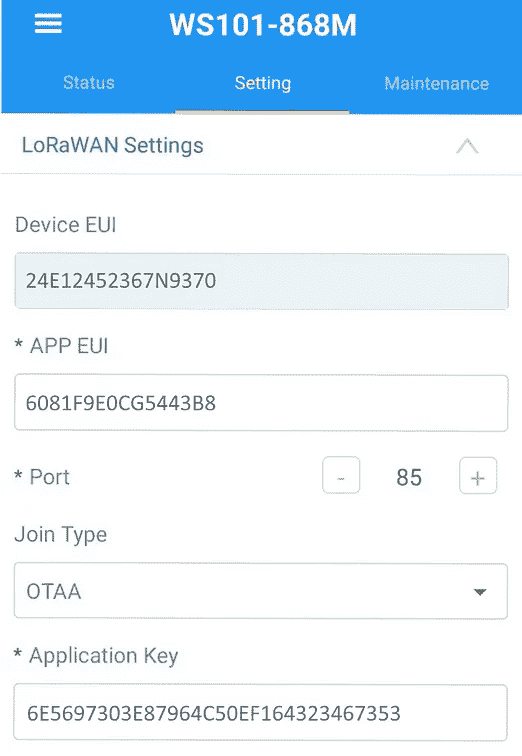 WS101-868M
Status Setting Maintenance
LoRaWAN Settings
Device EUI
24E12452367N9370
* APP EUI
6081F9E0CG5443B8
* Port - 85 +
Join Type
OTAA
* Application Key
6E5697303E87964C50EF164323467353